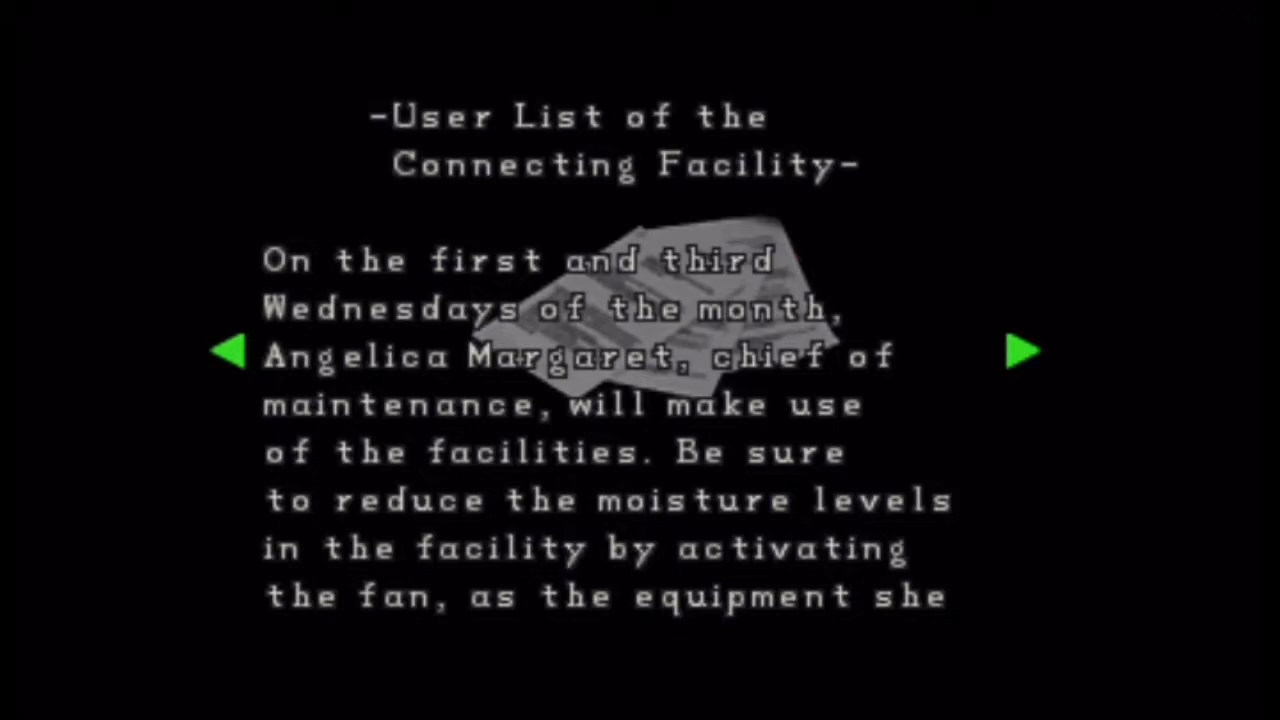 -User List of the
Connecting Facility-
On the first and third
Wednesdays of the month,
Angelica Margaret, chief of
maintenance, will make use
of the facilities. Be sure
to reduce the moisture levels
in the facility by activating
the fan, as the equipment she